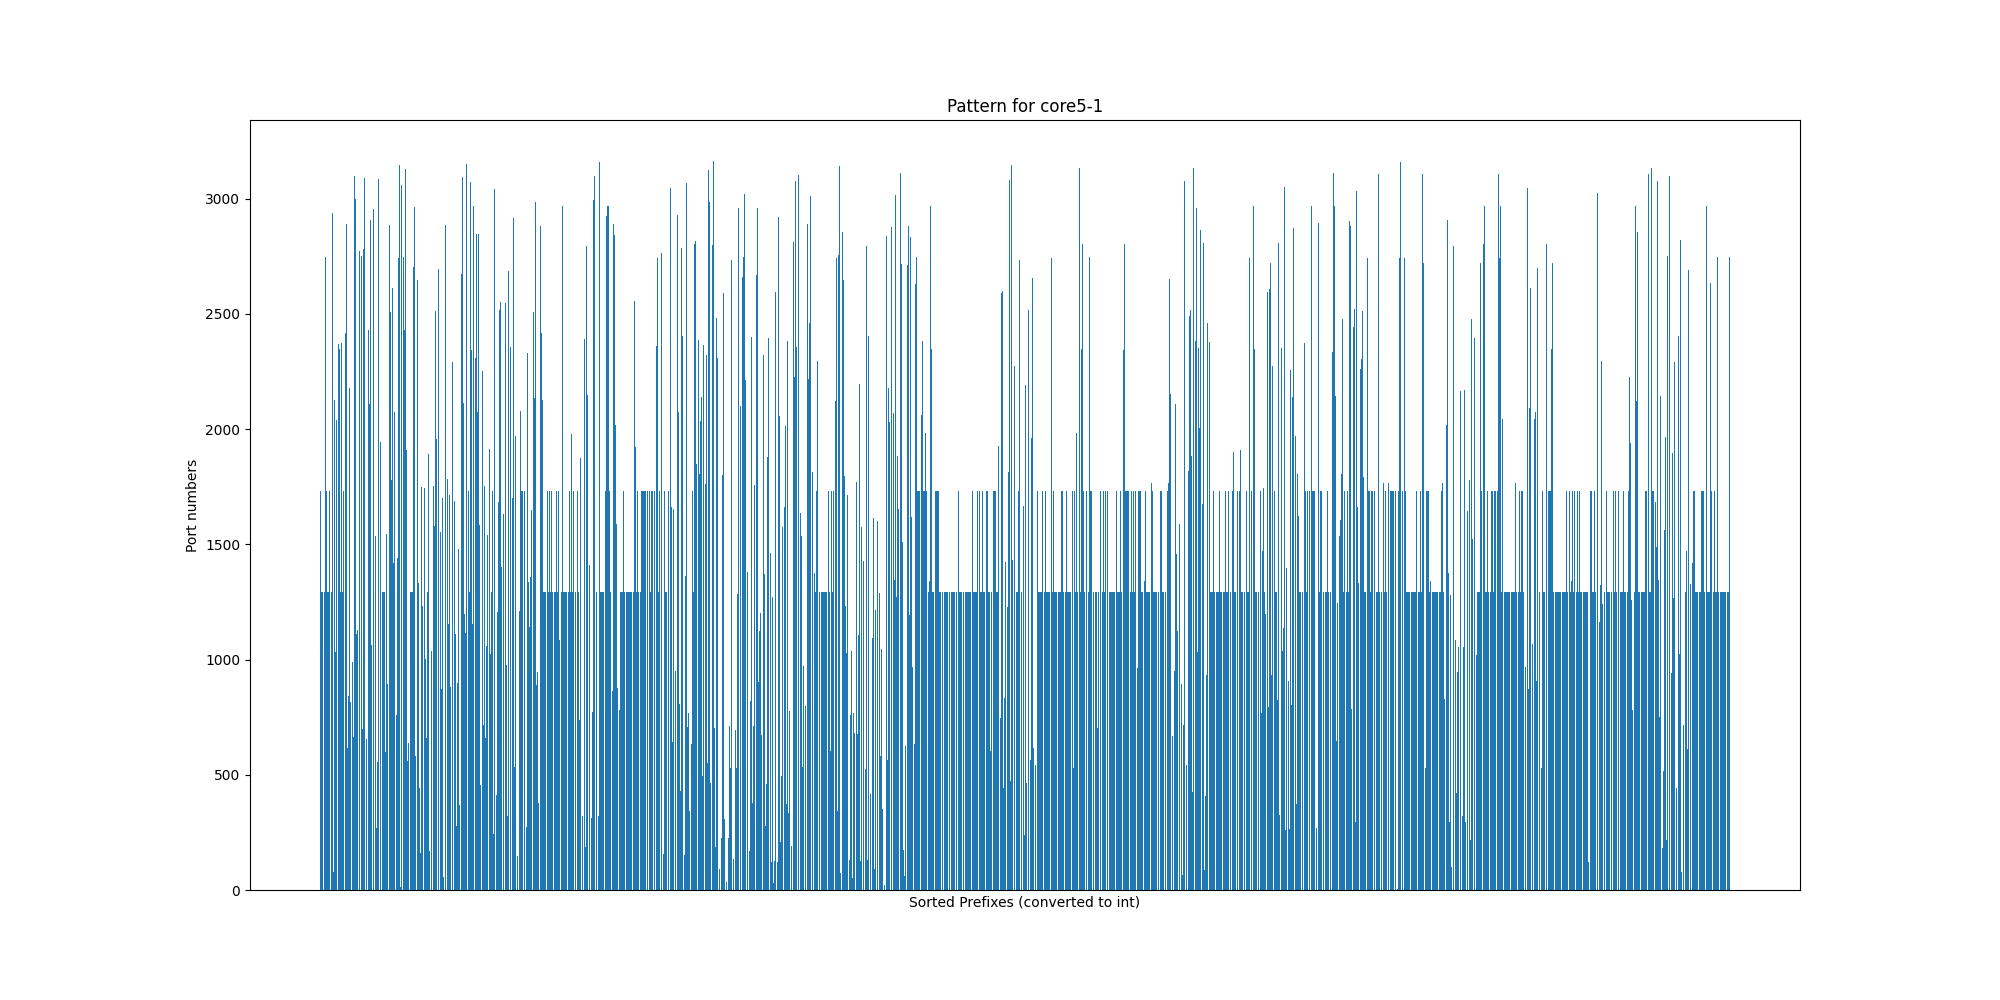 Pattern for core5-1
3000
2500
2000
1500
1000
500
0
Port numbers
Sorted Prefixes (converted to int)